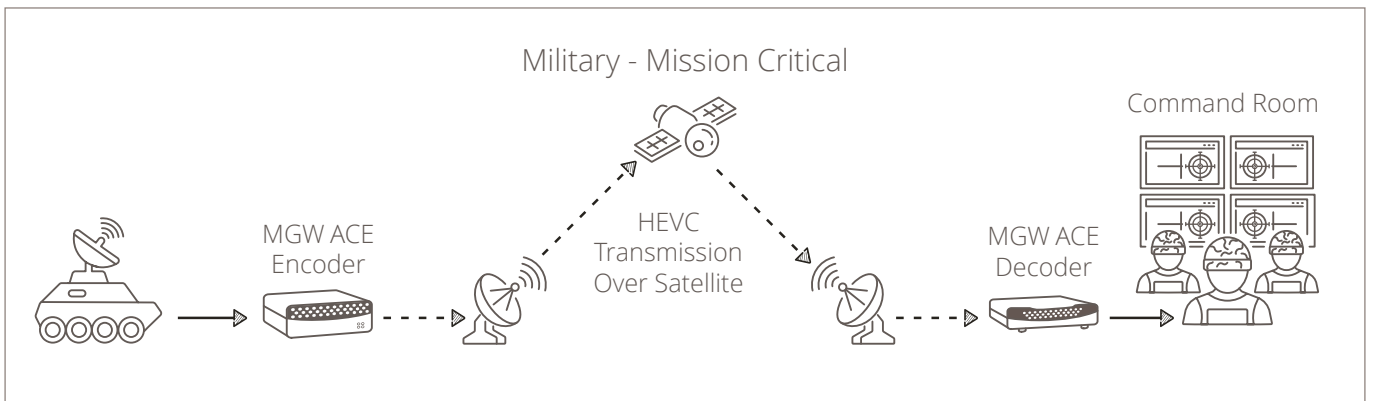 Military - Mission Critical
Command Room
MGW ACE
Encoder
HEVC
Transmission
Over Satellite
MGW ACE
Decoder